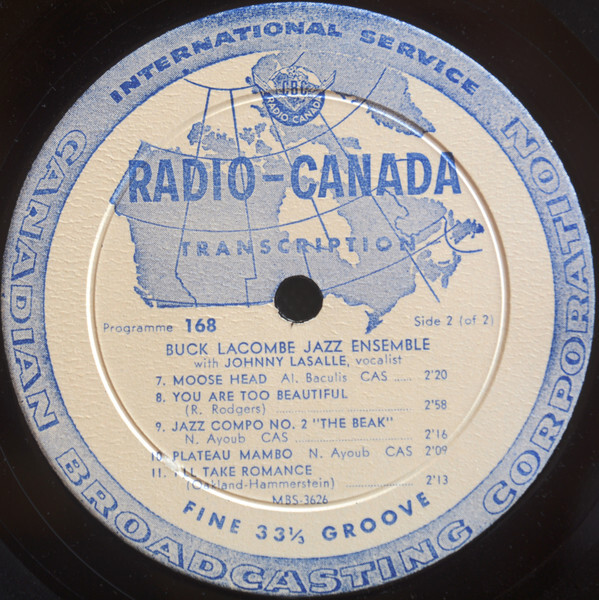 INTERNATIONAL SERVICE
CANADIAN BROADCASTING CORPORATION
CBC
RADIO CANADA
RADIO-CANADA
TRANSCRIPTION
Programme 168
Side 2 (of 2)
BUCK LACOMBE JAZZ ENSEMBLE
with JOHNNY LASALLE, vocalist
7. MOOSE HEAD Al. Baculis CAS ..... 2'20
8. YOU ARE TOO BEAUTIFUL
(R. Rodgers) ..... 2'58
9. JAZZ COMPO NO. 2 "THE BEAK"
N. Ayoub CAS ..... 2'16
10. PLATEAU MAMBO N. Ayoub CAS 2'09
11. I'LL TAKE ROMANCE
(Oakland-Hammerstein) ..... 2'13
MBS-3626
FINE 33⅓ GROOVE